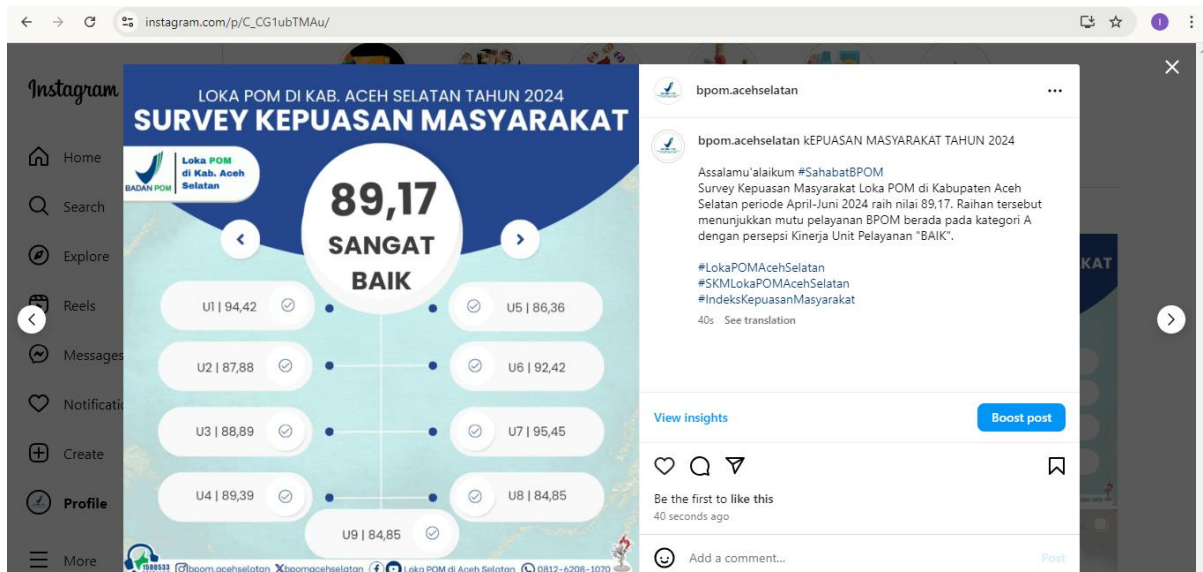 instagram.com/p/C_CG1ubTMAu/
Instagram
Home
Search
Explore
Reels
Messages
Notificatio
Create
Profile
More
LOKA POM DI KAB. ACEH SELATAN TAHUN 2024
SURVEY KEPUASAN MASYARAKAT
BADAN POM
Loka POM
di Kab. Aceh
Selatan
89,17
SANGAT
BAIK
U1 | 94,42
U5 | 86,36
U2 | 87,88
U6 | 92,42
U3 | 88,89
U7 | 95,45
U4 | 89,39
U8 | 84,85
U9 | 84,85
1500533 bpom.acehselatan bpomacehselatan Loka POM di Aceh Selatan 0812-6208-1070
KAT
bpom.acehselatan
bpom.acehselatan kEPUASAN MASYARAKAT TAHUN 2024
Assalamu'alaikum #SahabatBPOM
Survey Kepuasan Masyarakat Loka POM di Kabupaten Aceh
Selatan periode April-Juni 2024 raih nilai 89,17. Raihan tersebut
menunjukkan mutu pelayanan BPOM berada pada kategori A
dengan persepsi Kinerja Unit Pelayanan "BAIK".
#LokaPOMAcehSelatan
#SKMLokaPOMAcehSelatan
#IndeksKepuasanMasyarakat
40s See translation
View insights
Boost post
Be the first to like this
40 seconds ago
Add a comment...
Post
I